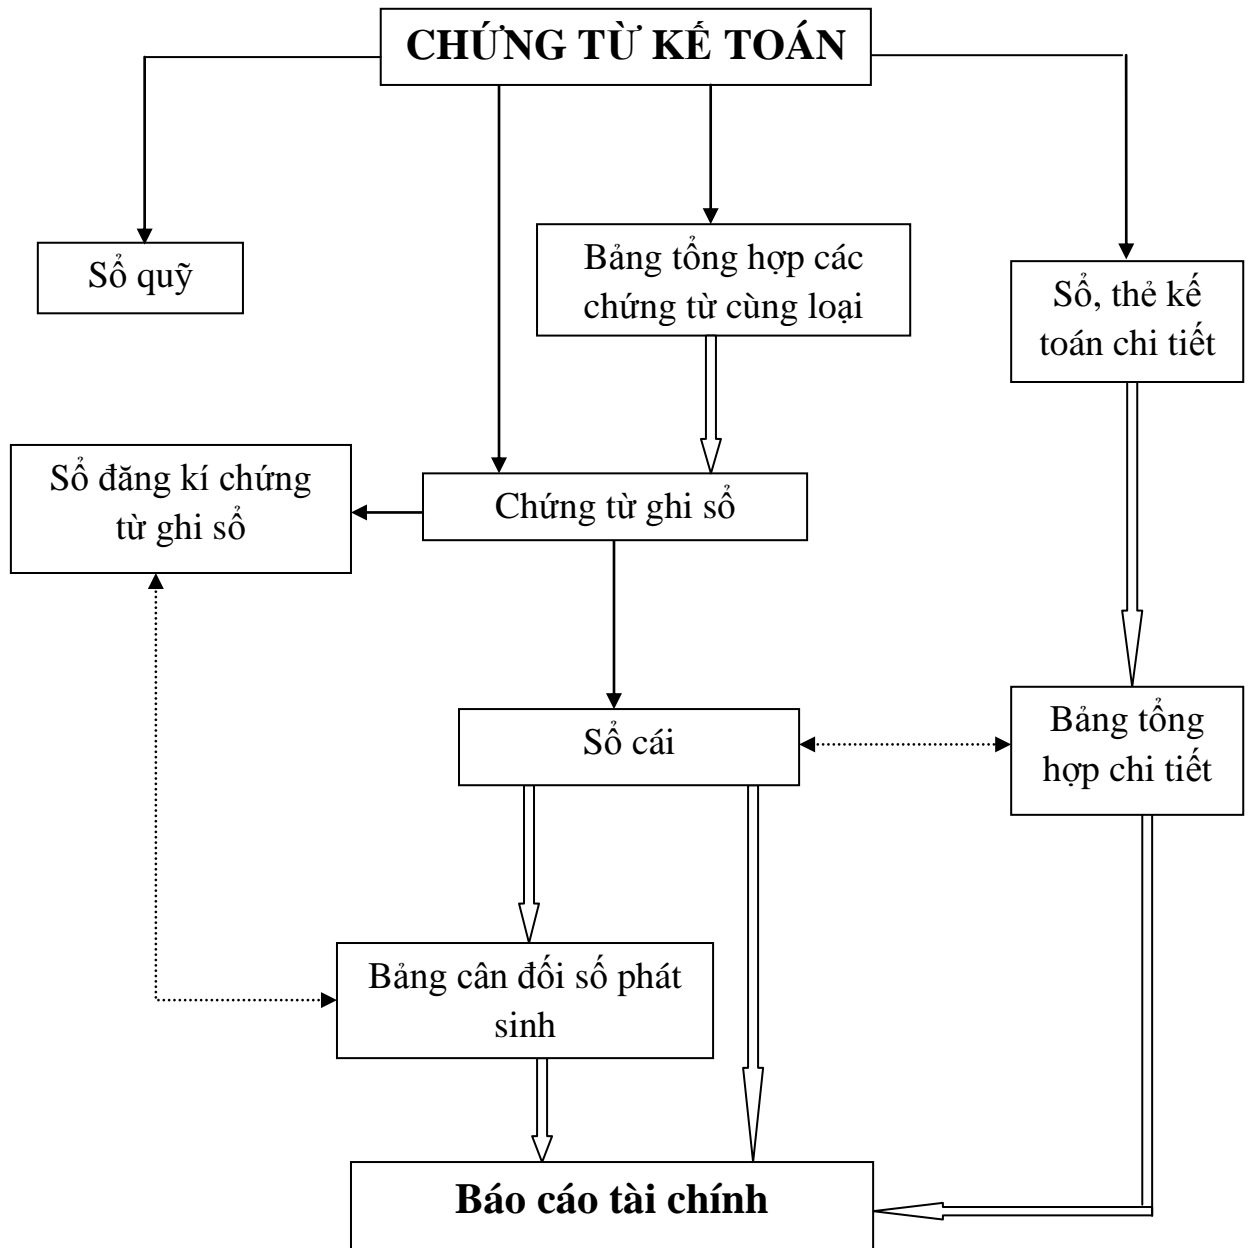 CHỨNG TỪ KẾ TOÁN
Sổ quỹ
Bảng tổng hợp các
chứng từ cùng loại
Sổ, thẻ kế
toán chi tiết
Sổ đăng kí chứng
từ ghi sổ
Chứng từ ghi sổ
Sổ cái
Bảng tổng
hợp chi tiết
Bảng cân đối số phát
sinh
Báo cáo tài chính